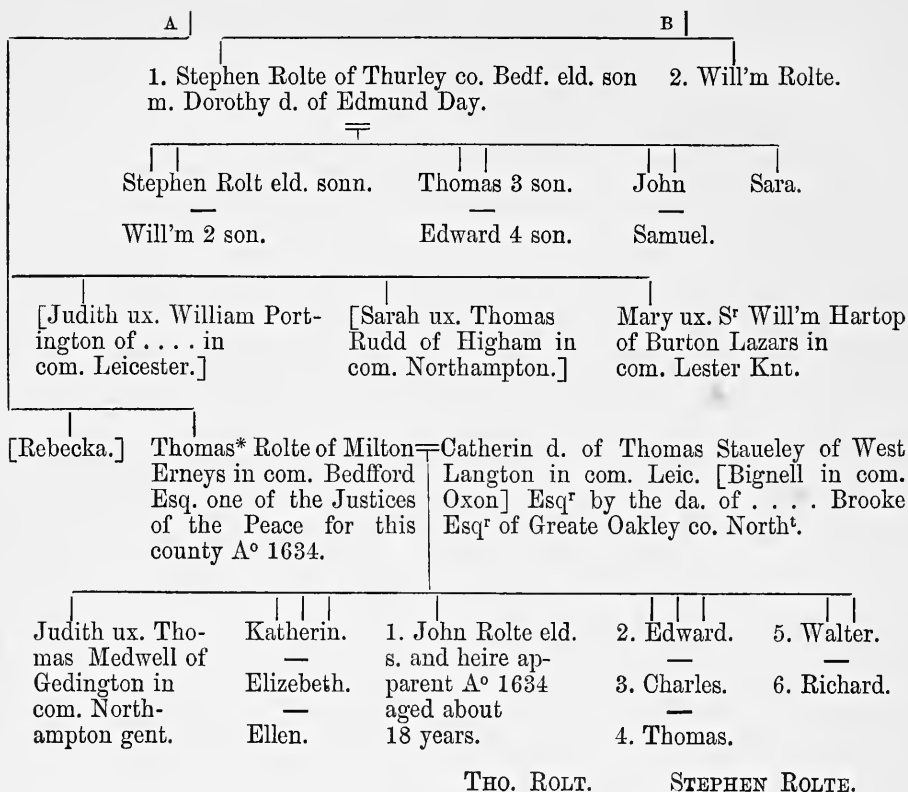 A B
1. Stephen Rolte of Thurley co. Bedf. eld. son 2. Will'm Rolte.
m. Dorothy d. of Edmund Day.
Stephen Rolt eld. sonn. Thomas 3 son. John Sara.
Will'm 2 son. Edward 4 son. Samuel.
[Judith ux. William Port-
ington of . . . . in
com. Leicester.]
[Sarah ux. Thomas
Rudd of Higham in
com. Northampton.]
Mary ux. Sʳ Will'm Hartop
of Burton Lazars in
com. Lester Knt.
[Rebecka.]
Thomas* Rolte of Milton
Erneys in com. Bedfford
Esq. one of the Justices
of the Peace for this
county Aᵒ 1634.
Catherin d. of Thomas Staueley of West
Langton in com. Leic. [Bignell in com.
Oxon] Esqʳ by the da. of . . . . Brooke
Esqʳ of Greate Oakley co. Northᵗ.
Judith ux. Tho-
mas Medwell of
Gedington in
com. North-
ampton gent.
Katherin.
Elizebeth.
Ellen.
1. John Rolte eld.
s. and heire ap-
parent Aᵒ 1634
aged about
18 years.
2. Edward.
3. Charles.
4. Thomas.
5. Walter.
6. Richard.
THO. ROLT. STEPHEN ROLTE.